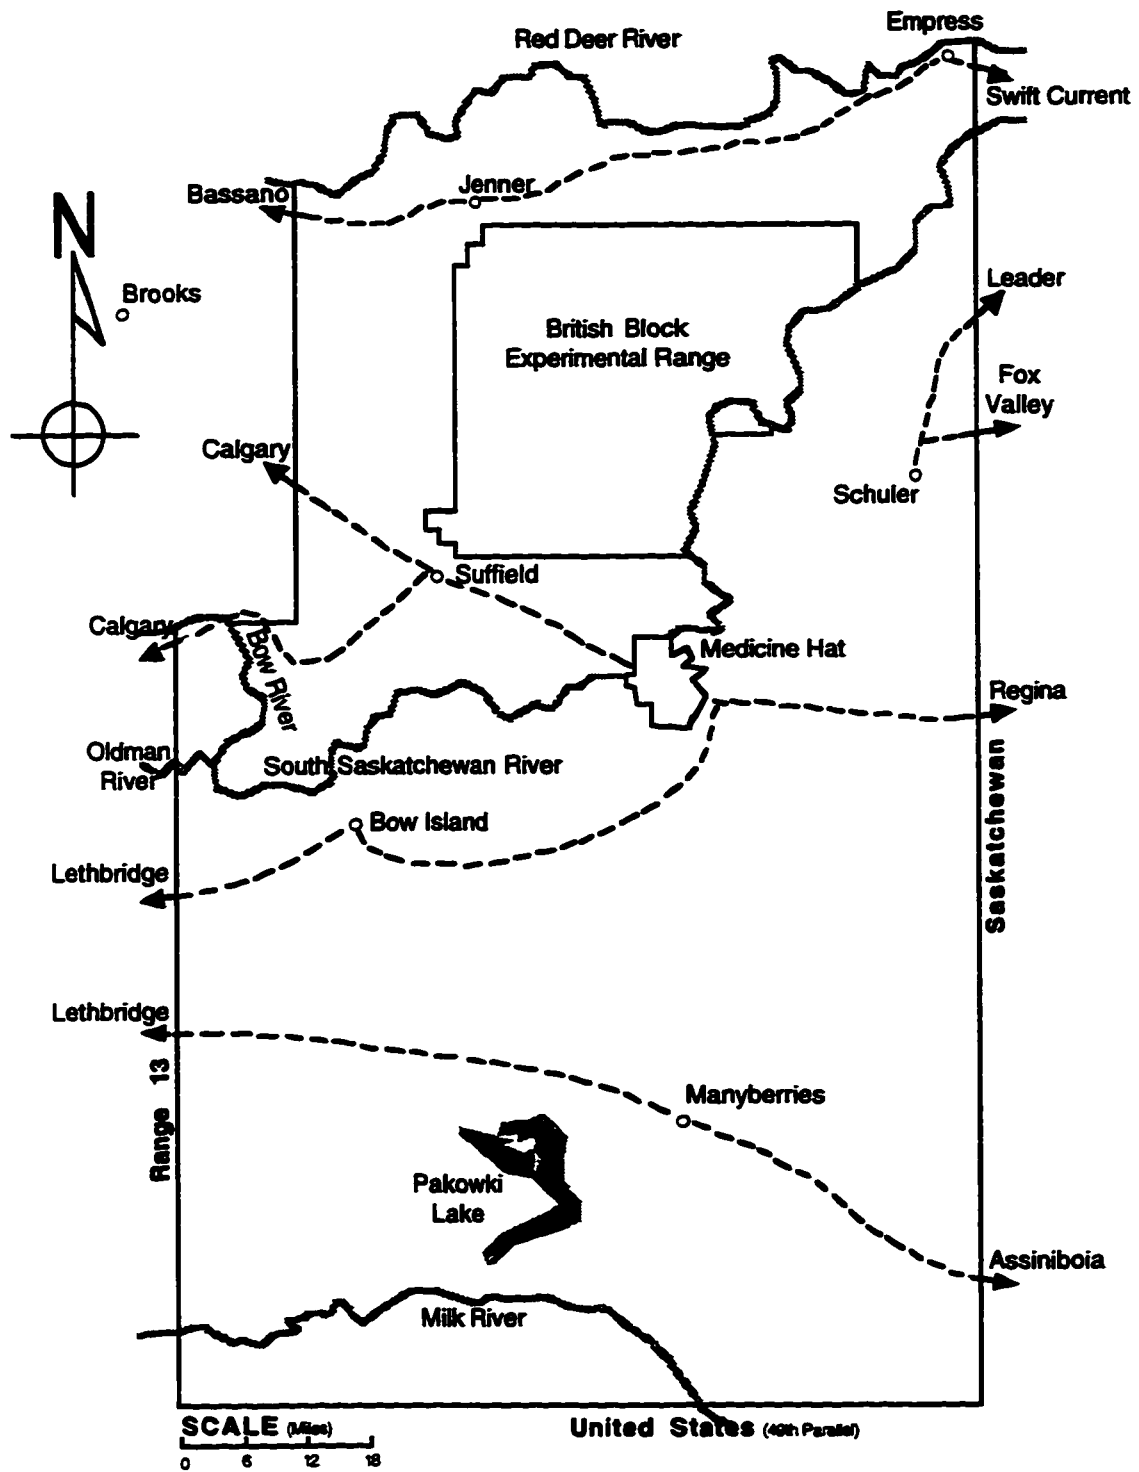 Empress
Red Deer River
Swift Current
Bassano
Jenner
N
Brooks
Leader
British Block
Experimental Range
Fox
Valley
Calgary
Schuler
Suffield
Calgary
Bow River
Medicine Hat
Regina
Oldman
River
South Saskatchewan River
Saskatchewan
Bow Island
Lethbridge
Lethbridge
Range 13
Manyberries
Pakowki
Lake
Assiniboia
Milk River
SCALE (Miles)
0 6 12 18
United States (49th Parallel)